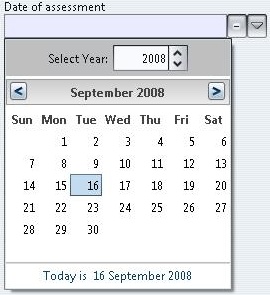 Date of assessment
-
Select Year: 2008
< September 2008 >
Sun Mon Tue Wed Thu Fri Sat
1 2 3 4 5 6
7 8 9 10 11 12 13
14 15 16 17 18 19 20
21 22 23 24 25 26 27
28 29 30
Today is 16 September 2008